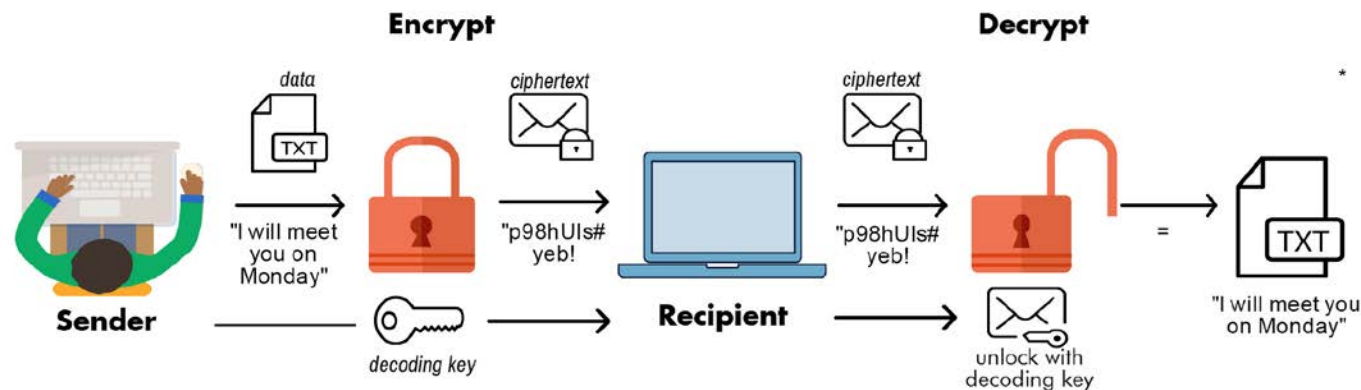 Encrypt
Decrypt
data
ciphertext
ciphertext
*
TXT
"I will meet
you on
Monday"
"p98hUIs#
yeb!
"p98hUIs#
yeb!
=
TXT
"I will meet you
on Monday"
Sender
decoding key
Recipient
unlock with
decoding key